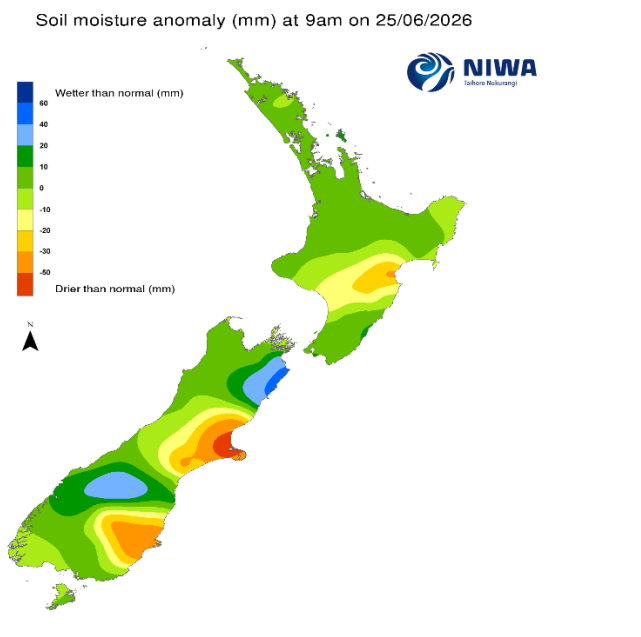 Soil moisture anomaly (mm) at 9am on 25/06/2026
NIWA
Taihoro Nukurangi
Wetter than normal (mm)
60
40
20
10
0
-10
-20
-30
-50
Drier than normal (mm)
N